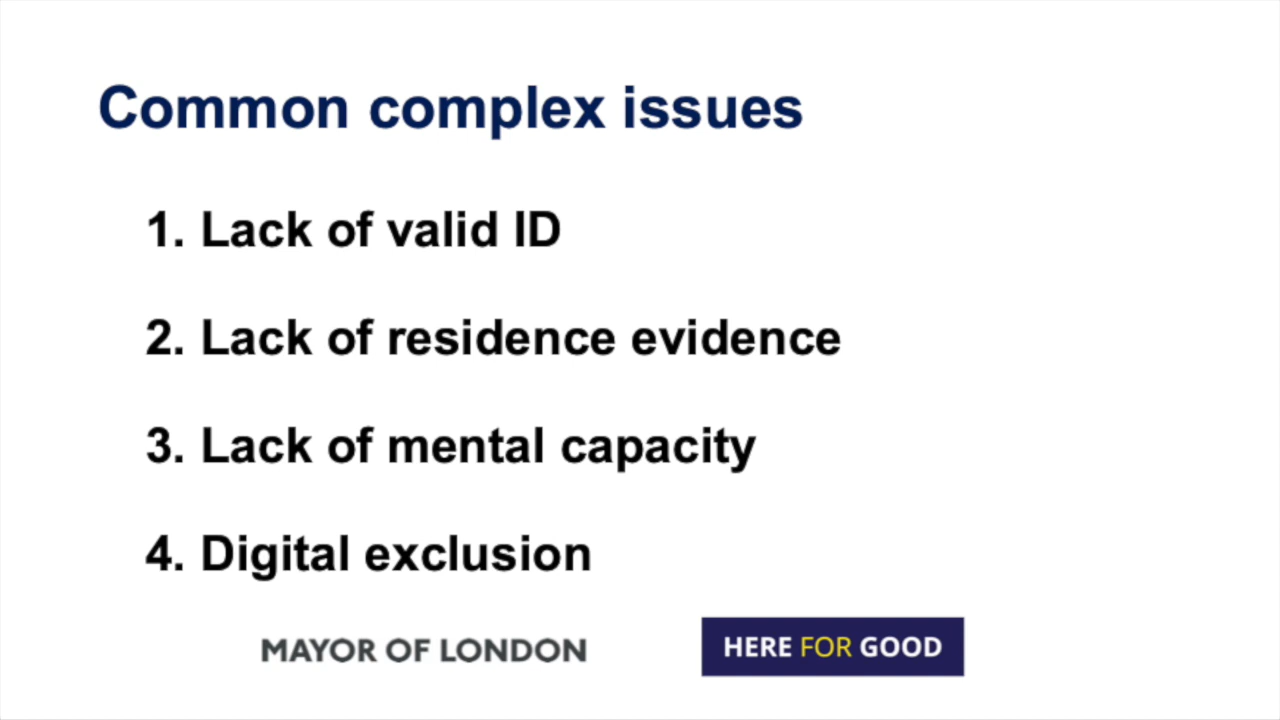 Common complex issues
1. Lack of valid ID
2. Lack of residence evidence
3. Lack of mental capacity
4. Digital exclusion
MAYOR OF LONDON
HERE FOR GOOD